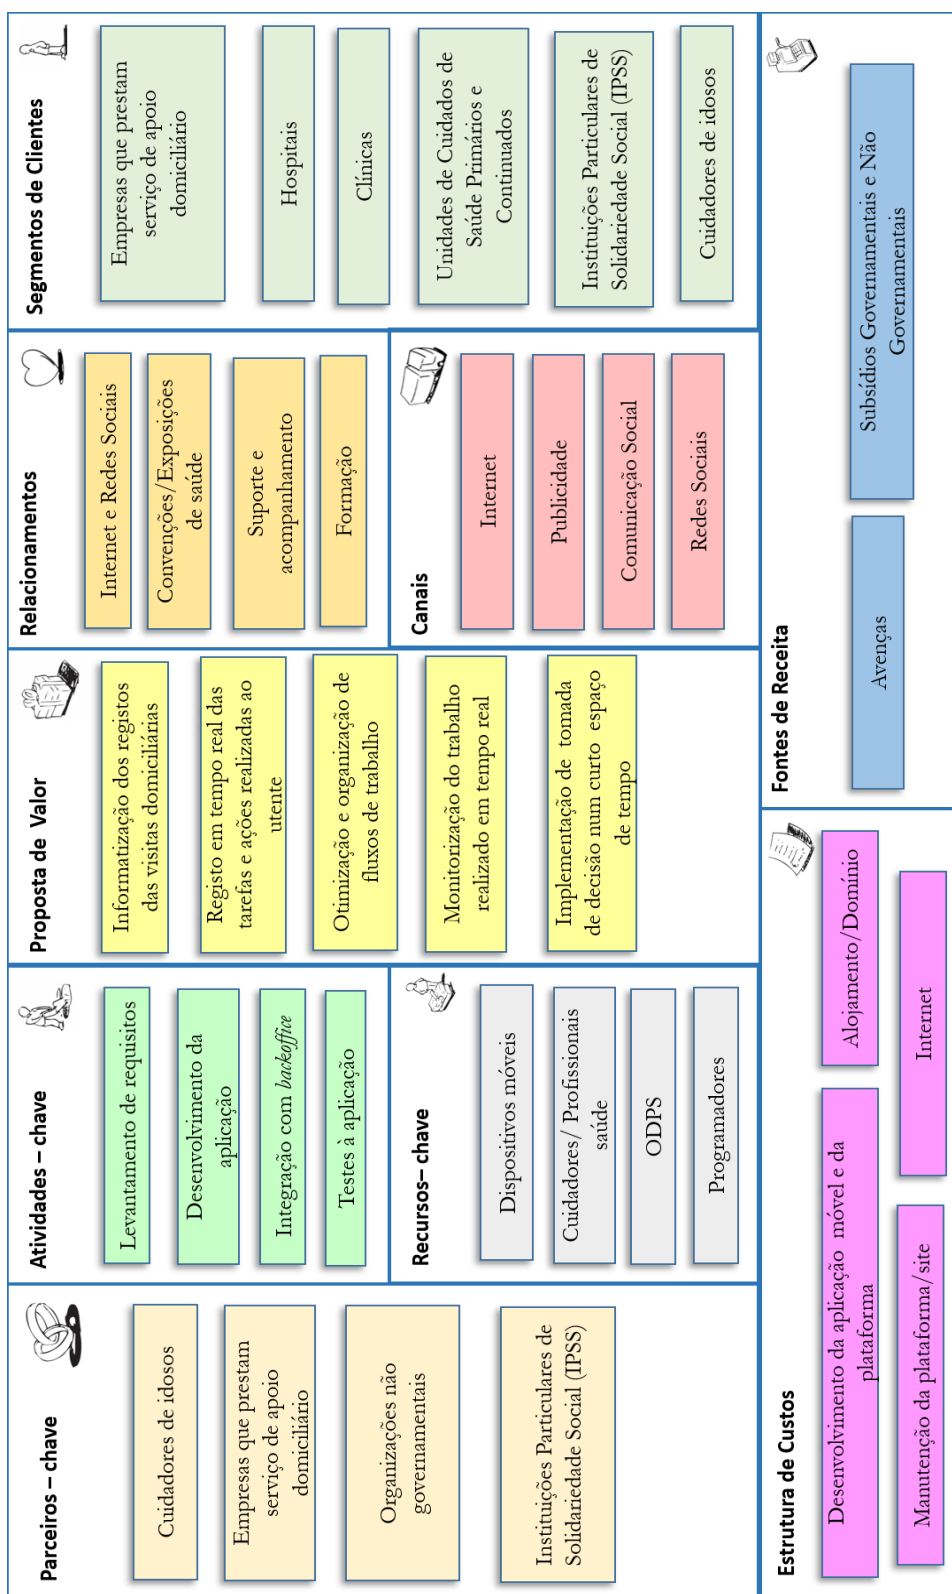 Parceiros – chave
Cuidadores de idosos
Empresas que prestam
serviço de apoio
domiciliário
Organizações não
governamentais
Instituições Particulares de
Solidariedade Social (IPSS)
Atividades – chave
Levantamento de requisitos
Desenvolvimento da
aplicação
Integração com backoffice
Testes à aplicação
Recursos– chave
Dispositivos móveis
Cuidadores/ Profissionais
saúde
ODPS
Programadores
Proposta de Valor
Informatização dos registos
das visitas domiciliárias
Registo em tempo real das
tarefas e ações realizadas ao
utente
Otimização e organização de
fluxos de trabalho
Monitorização do trabalho
realizado em tempo real
Implementação de tomada
de decisão num curto espaço
de tempo
Relacionamentos
Internet e Redes Sociais
Convenções/Exposições
de saúde
Suporte e
acompanhamento
Formação
Canais
Internet
Publicidade
Comunicação Social
Redes Sociais
Segmentos de Clientes
Empresas que prestam
serviço de apoio
domiciliário
Hospitais
Clínicas
Unidades de Cuidados de
Saúde Primários e
Continuados
Instituições Particulares de
Solidariedade Social (IPSS)
Cuidadores de idosos
Estrutura de Custos
Desenvolvimento da aplicação móvel e da
plataforma
Alojamento/Domínio
Manutenção da plataforma/site
Internet
Fontes de Receita
Avenças
Subsídios Governamentais e Não
Governamentais